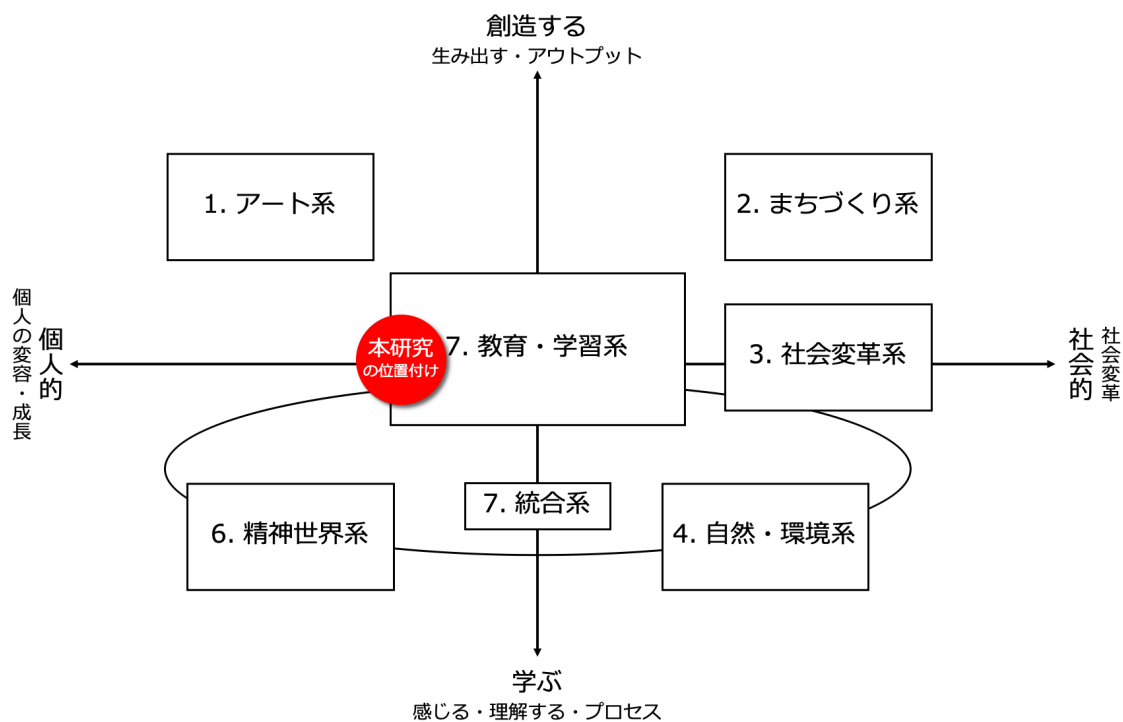 創造する
生み出す・アウトプット
1. アート系
2. まちづくり系
個人の変容・成長
個人的
本研究
の位置付け
7. 教育・学習系
3. 社会変革系
社会的
社会変革
6. 精神世界系
7. 統合系
4. 自然・環境系
学ぶ
感じる・理解する・プロセス